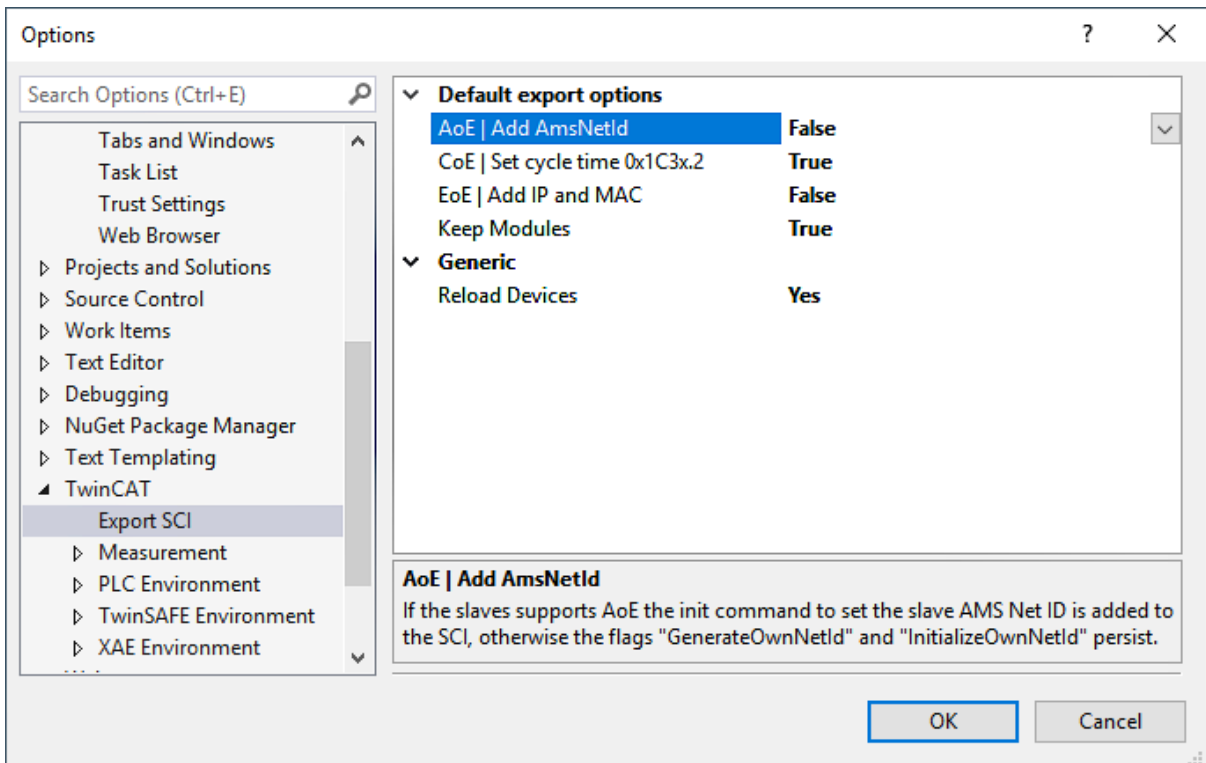 Options
?
Search Options (Ctrl+E)
Tabs and Windows
Task List
Trust Settings
Web Browser
Projects and Solutions
Source Control
Work Items
Text Editor
Debugging
NuGet Package Manager
Text Templating
TwinCAT
Export SCI
Measurement
PLC Environment
TwinSAFE Environment
XAE Environment
Default export options
AoE | Add AmsNetId False
CoE | Set cycle time 0x1C3x.2 True
EoE | Add IP and MAC False
Keep Modules True
Generic
Reload Devices Yes
AoE | Add AmsNetId
If the slaves supports AoE the init command to set the slave AMS Net ID is added to
the SCI, otherwise the flags "GenerateOwnNetId" and "InitializeOwnNetId" persist.
OK
Cancel